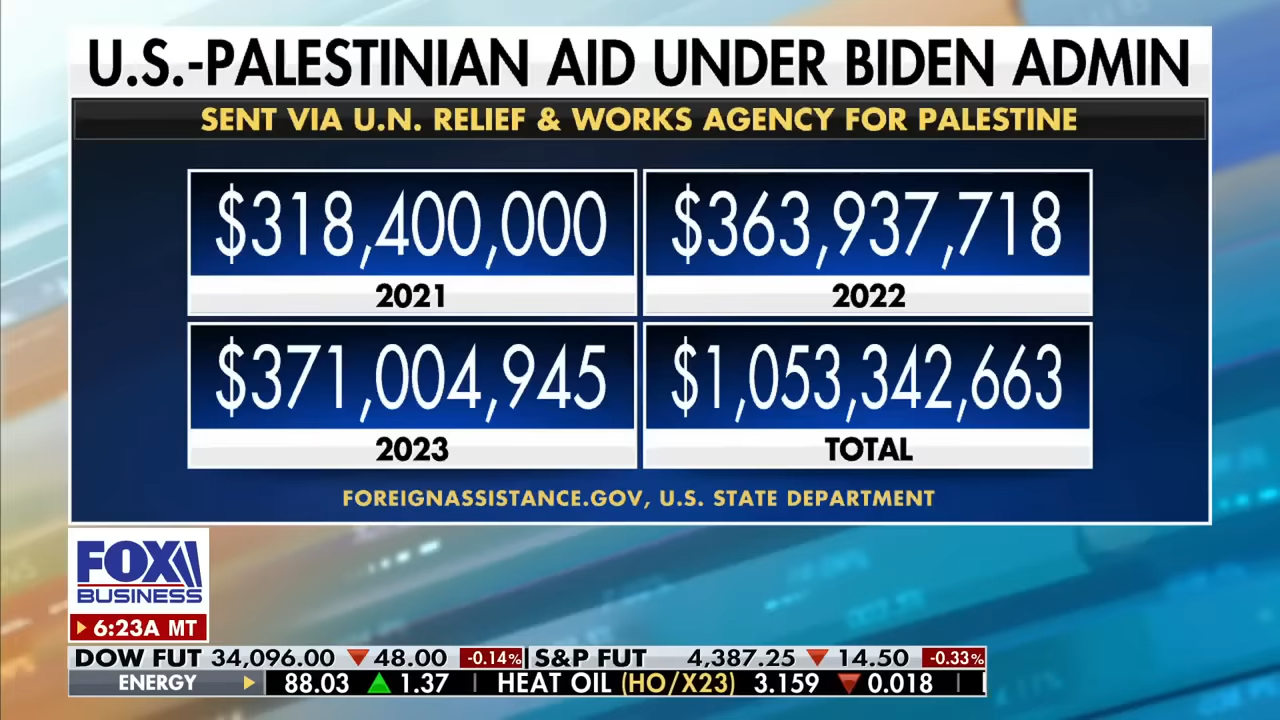 U.S.-PALESTINIAN AID UNDER BIDEN ADMIN
SENT VIA U.N. RELIEF & WORKS AGENCY FOR PALESTINE
$318,400,000
2021
$363,937,718
2022
$371,004,945
2023
$1,053,342,663
TOTAL
FOREIGNASSISTANCE.GOV, U.S. STATE DEPARTMENT
FOX
BUSINESS
6:23A MT
DOW FUT 34,096.00 ▼ 48.00 -0.14% S&P FUT 4,387.25 ▼ 14.50 -0.33%
ENERGY 88.03 ▲ 1.37 HEAT OIL (HO/X23) 3.159 ▼ 0.018